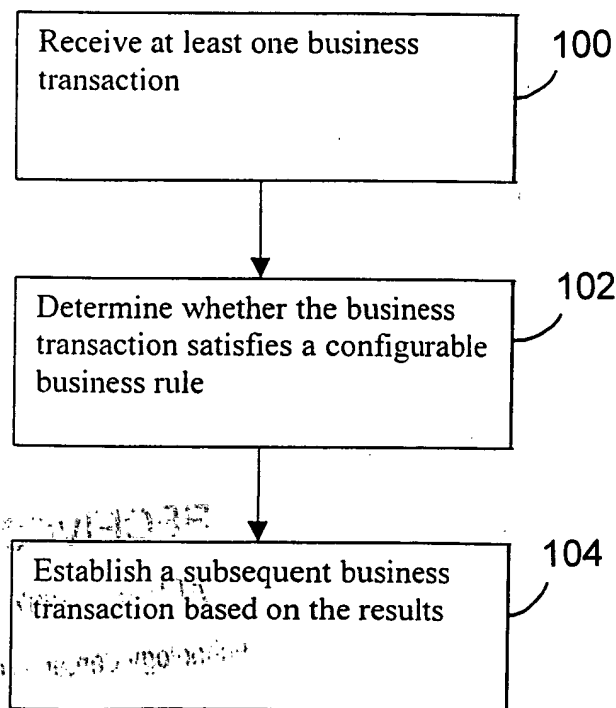 Receive at least one business
transaction
100
Determine whether the business
transaction satisfies a configurable
business rule
102
Establish a subsequent business
transaction based on the results
104